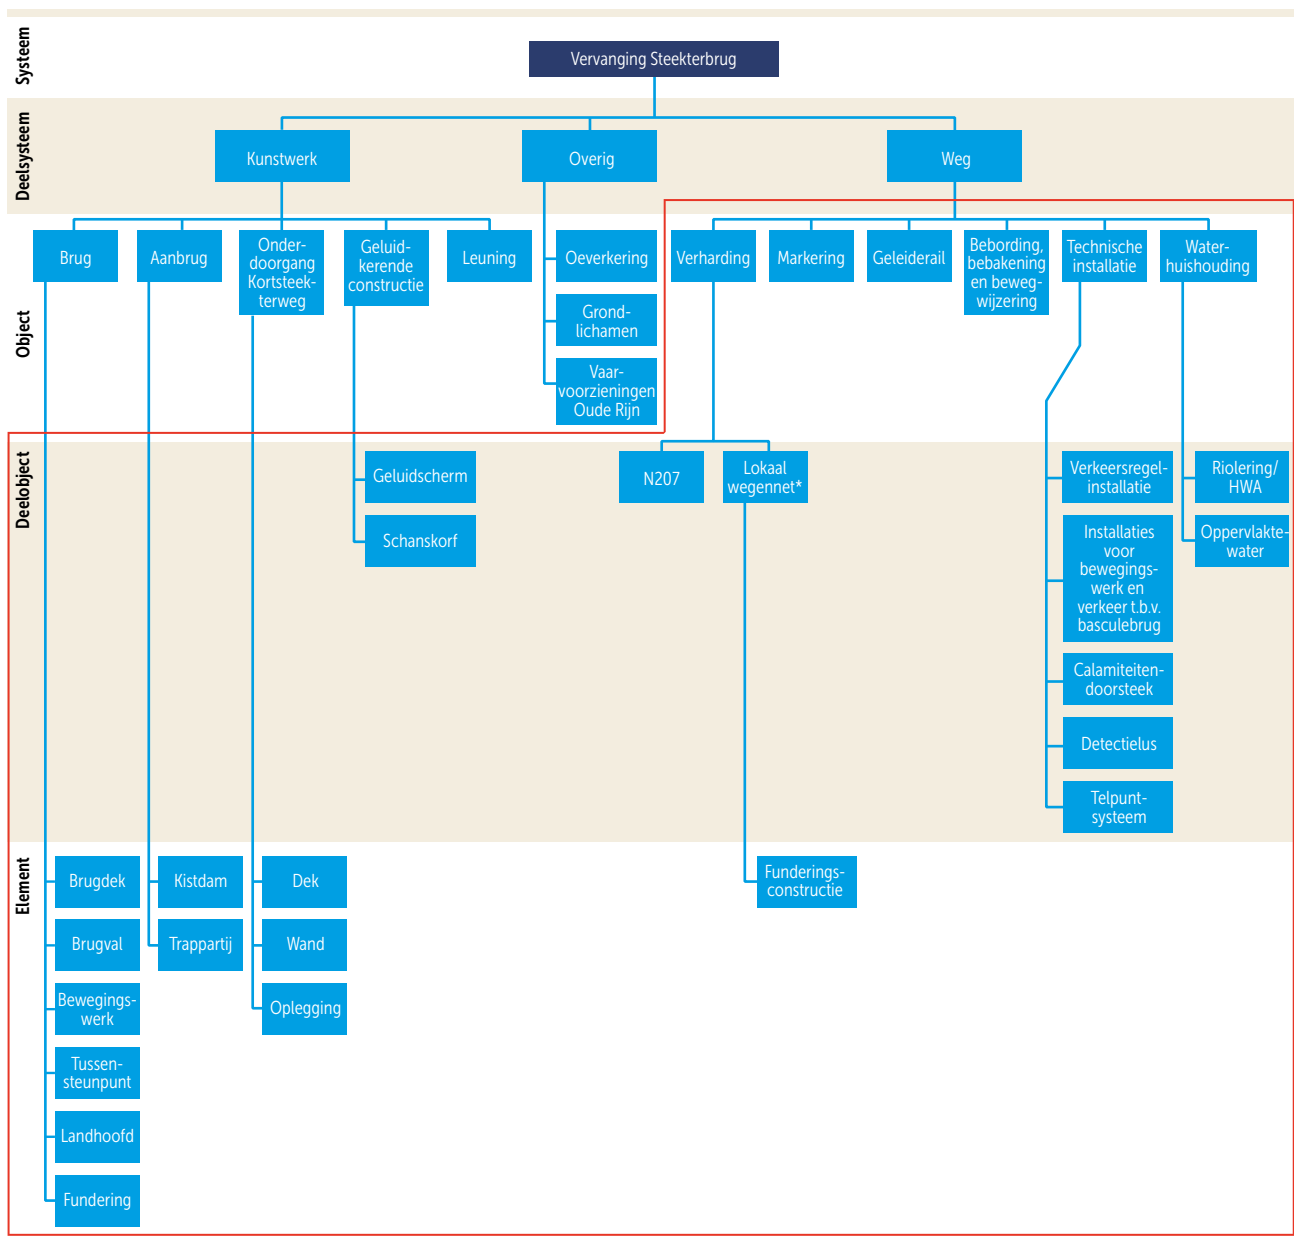 Systeem
Vervanging Steekterbrug
Deelsysteem
Kunstwerk
Overig
Weg
Object
Brug
Aanbrug
Onder-
doorgang
Kortsteek-
terweg
Geluid-
kerende
constructie
Leuning
Oeverkering
Grond-
lichamen
Vaar-
voorzieningen
Oude Rijn
Verharding
Markering
Geleiderail
Bebording,
bebakening
en beweg-
wijzering
Technische
installatie
Water-
huishouding
Deelobject
Geluidscherm
Schanskorf
N207
Lokaal
wegennet*
Verkeersregel-
installatie
Installaties
voor
bewegings-
werk en
verkeer t.b.v.
basculebrug
Calamiteiten-
doorsteek
Detectielus
Telpunt-
systeem
Riolering/
HWA
Oppervlakte-
water
Element
Brugdek
Brugval
Bewegings-
werk
Tussen-
steunpunt
Landhoofd
Fundering
Kistdam
Trappartij
Dek
Wand
Oplegging
Funderings-
constructie